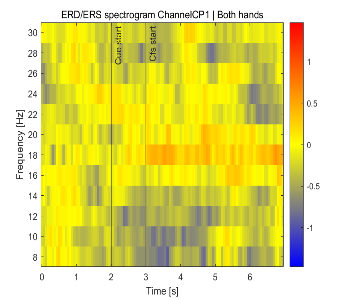 ERD/ERS spectrogram ChannelCP1 | Both hands
Frequency [Hz]
30
28
26
24
22
20
18
16
14
12
10
8
Cue start
Cfs start
1
0.5
0
-0.5
-1
0 1 2 3 4 5 6
Time [s]